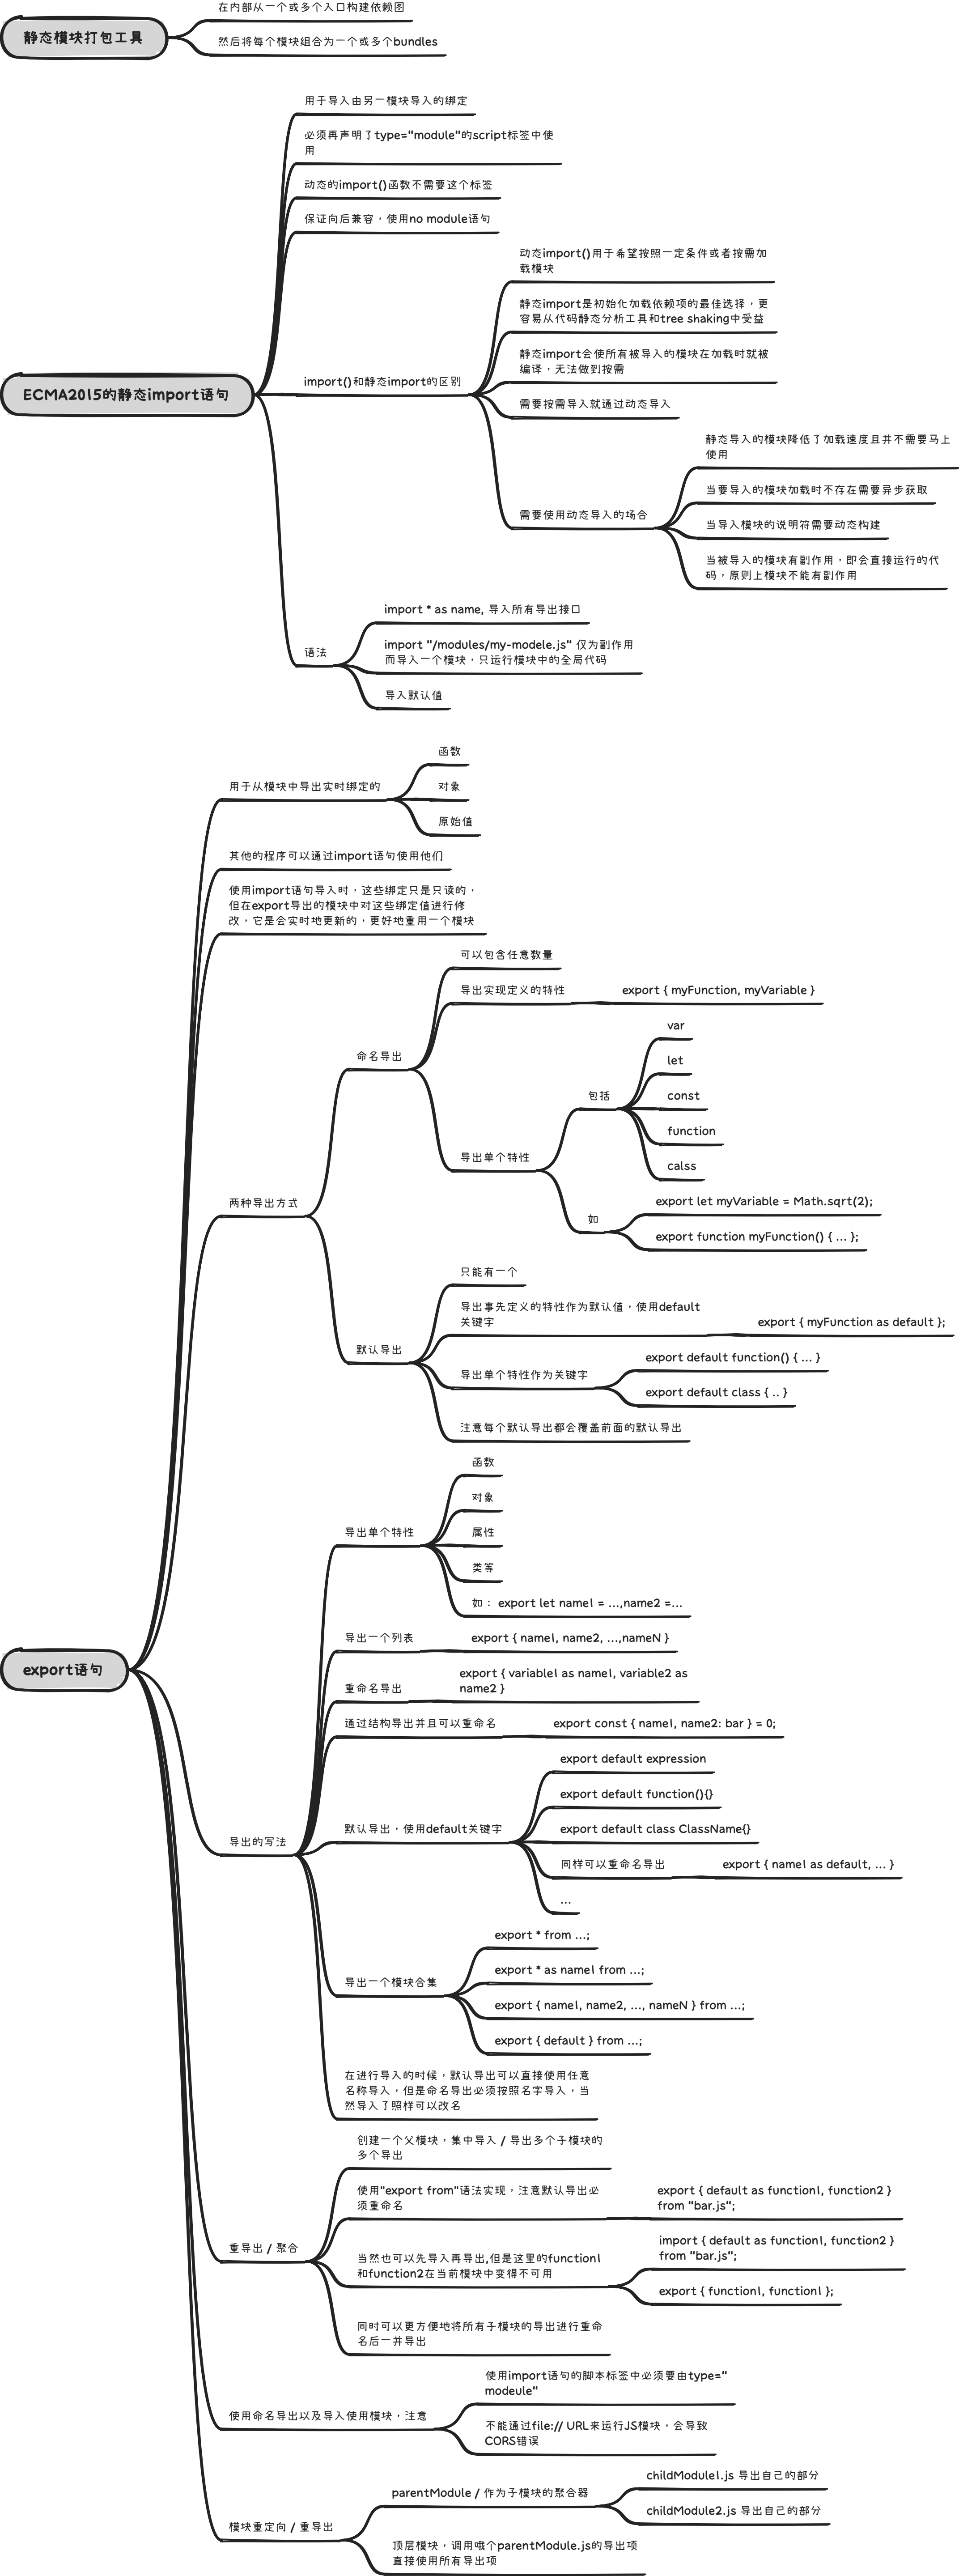 静态模块打包工具
在内部从一个或多个入口构建依赖图
然后将每个模块组合为一个或多个bundles
ECMA2015的静态import语句
用于导入由另一模块导入的绑定
必须再声明了type="module"的script标签中使
用
动态的import()函数不需要这个标签
保证向后兼容，使用no module语句
import()和静态import的区别
动态import()用于希望按照一定条件或者按需加
载模块
静态import是初始化加载依赖项的最佳选择，更
容易从代码静态分析工具和tree shaking中受益
静态import会使所有被导入的模块在加载时就被
编译，无法做到按需
需要按需导入就通过动态导入
需要使用动态导入的场合
静态导入的模块降低了加载速度且并不需要马上
使用
当要导入的模块加载时不存在需要异步获取
当导入模块的说明符需要动态构建
当被导入的模块有副作用，即会直接运行的代
码，原则上模块不能有副作用
语法
import * as name, 导入所有导出接口
import "/modules/my-modele.js" 仅为副作用
而导入一个模块，只运行模块中的全局代码
导入默认值
export语句
用于从模块中导出实时绑定的
函数
对象
原始值
其他的程序可以通过import语句使用他们
使用import语句导入时，这些绑定只是只读的，
但在export导出的模块中对这些绑定值进行修
改，它是会实时地更新的，更好地重用一个模块
两种导出方式
命名导出
可以包含任意数量
导出实现定义的特性
export { myFunction, myVariable }
导出单个特性
包括
var
let
const
function
calss
如
export let myVariable = Math.sqrt(2);
export function myFunction() { ... };
默认导出
只能有一个
导出事先定义的特性作为默认值，使用default
关键字
export { myFunction as default };
导出单个特性作为关键字
export default function() { ... }
export default class { .. }
注意每个默认导出都会覆盖前面的默认导出
导出的写法
导出单个特性
函数
对象
属性
类等
如： export let name1 = …,name2 =…
导出一个列表
export { name1, name2, …,nameN }
重命名导出
export { variable1 as name1, variable2 as
name2 }
通过结构导出并且可以重命名
export const { name1, name2: bar } = 0;
默认导出，使用default关键字
export default expression
export default function(){}
export default class ClassName{}
同样可以重命名导出
export { name1 as default, … }
...
导出一个模块合集
export * from …;
export * as name1 from …;
export { name1, name2, …, nameN } from …;
export { default } from …;
在进行导入的时候，默认导出可以直接使用任意
名称导入，但是命名导出必须按照名字导入，当
然导入了照样可以改名
重导出 / 聚合
创建一个父模块，集中导入 / 导出多个子模块的
多个导出
使用"export from"语法实现，注意默认导出必
须重命名
export { default as function1, function2 }
from "bar.js";
当然也可以先导入再导出,但是这里的function1
和function2在当前模块中变得不可用
import { default as function1, function2 }
from "bar.js";
export { function1, function1 };
同时可以更方便地将所有子模块的导出进行重命
名后一并导出
使用命名导出以及导入使用模块，注意
使用import语句的脚本标签中必须要由type="
modeule"
不能通过file:// URL来运行JS模块，会导致
CORS错误
模块重定向 / 重导出
parentModule / 作为子模块的聚合器
childModule1.js 导出自己的部分
childModule2.js 导出自己的部分
顶层模块，调用哦个parentModule.js的导出项
直接使用所有导出项